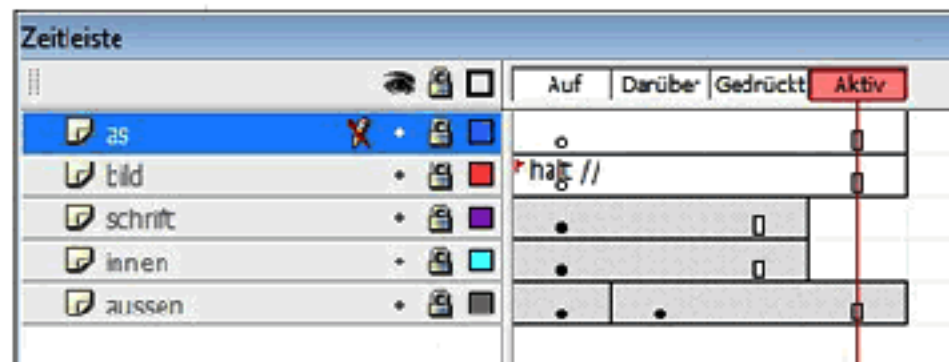 Zeitleiste
Auf Darüber Gedrückt Aktiv
as
bild halt //
schrift
innen
aussen